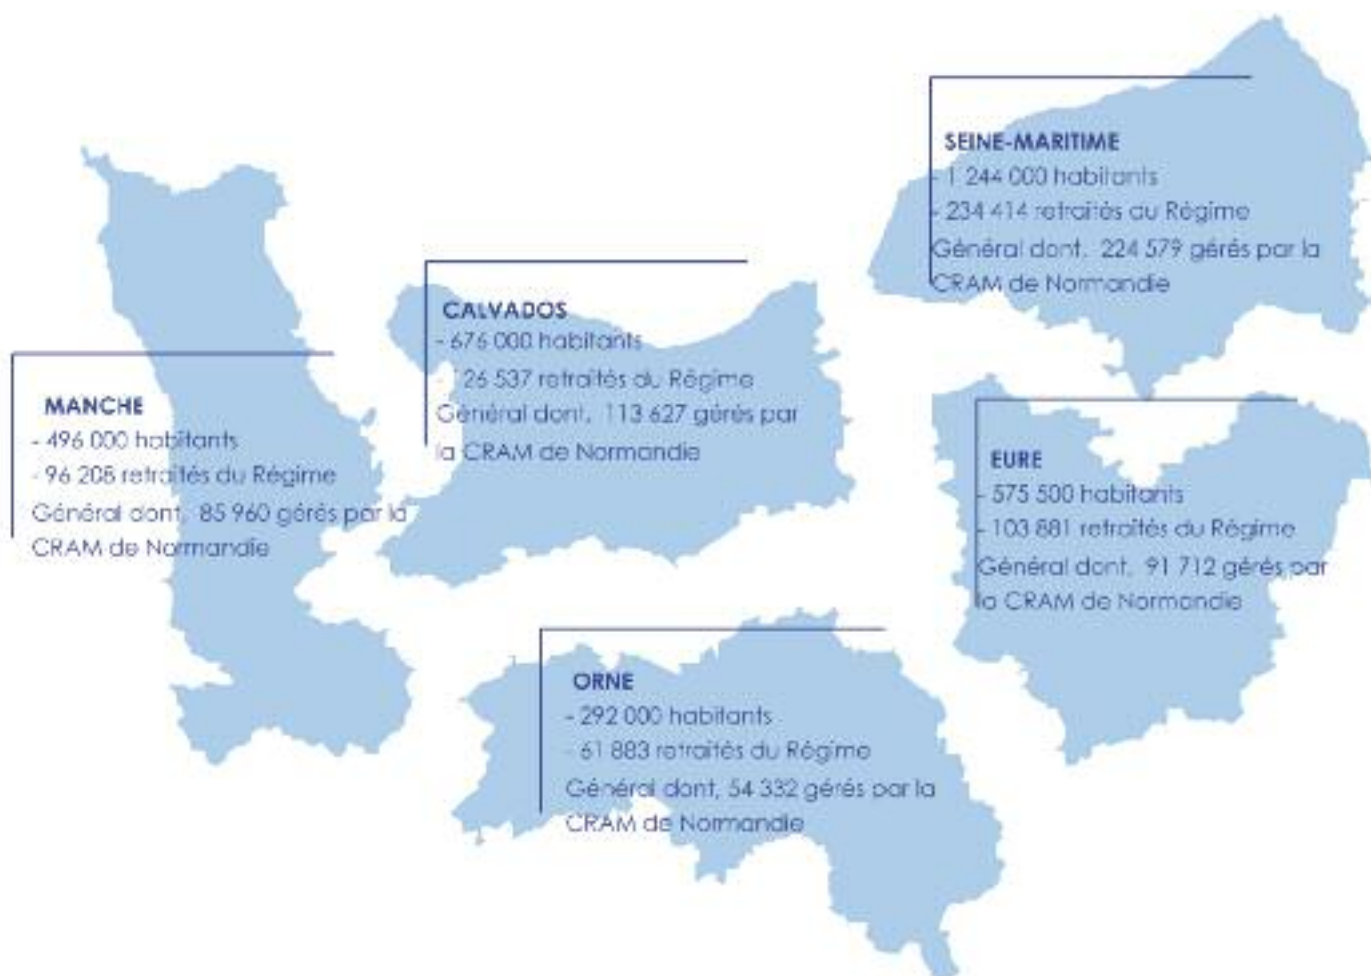 SEINE-MARITIME
- 1 244 000 habitants
- 234 414 retraités du Régime
Général dont, 224 579 gérés par la
CRAM de Normandie
CALVADOS
- 676 000 habitants
- 126 537 retraités du Régime
Général dont, 113 627 gérés par
la CRAM de Normandie
MANCHE
- 496 000 habitants
- 96 208 retraités du Régime
Général dont, 85 960 gérés par la
CRAM de Normandie
EURE
- 575 500 habitants
- 103 881 retraités du Régime
Général dont, 91 712 gérés par
la CRAM de Normandie
ORNE
- 292 000 habitants
- 61 883 retraités du Régime
Général dont, 54 332 gérés par la
CRAM de Normandie